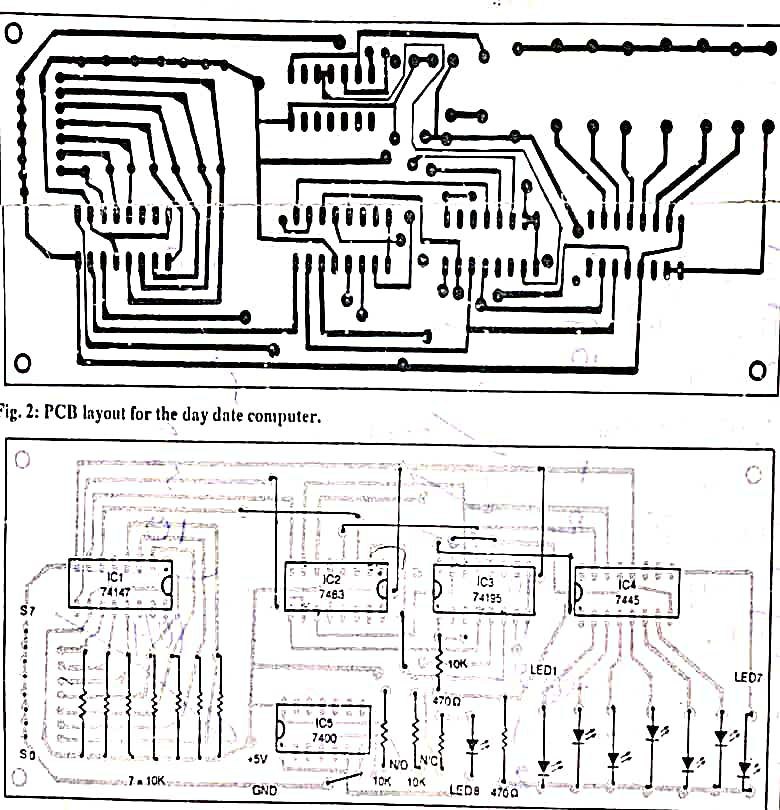 Fig. 2: PCB layout for the day date computer.
IC1
74147
IC2
7483
IC3
74195
IC4
7445
S7
10K
LED1
LED7
470Ω
IC5
7400
S0
+5V
N/O
N/C
7 x 10K
GND
10K
10K
LED8
470Ω